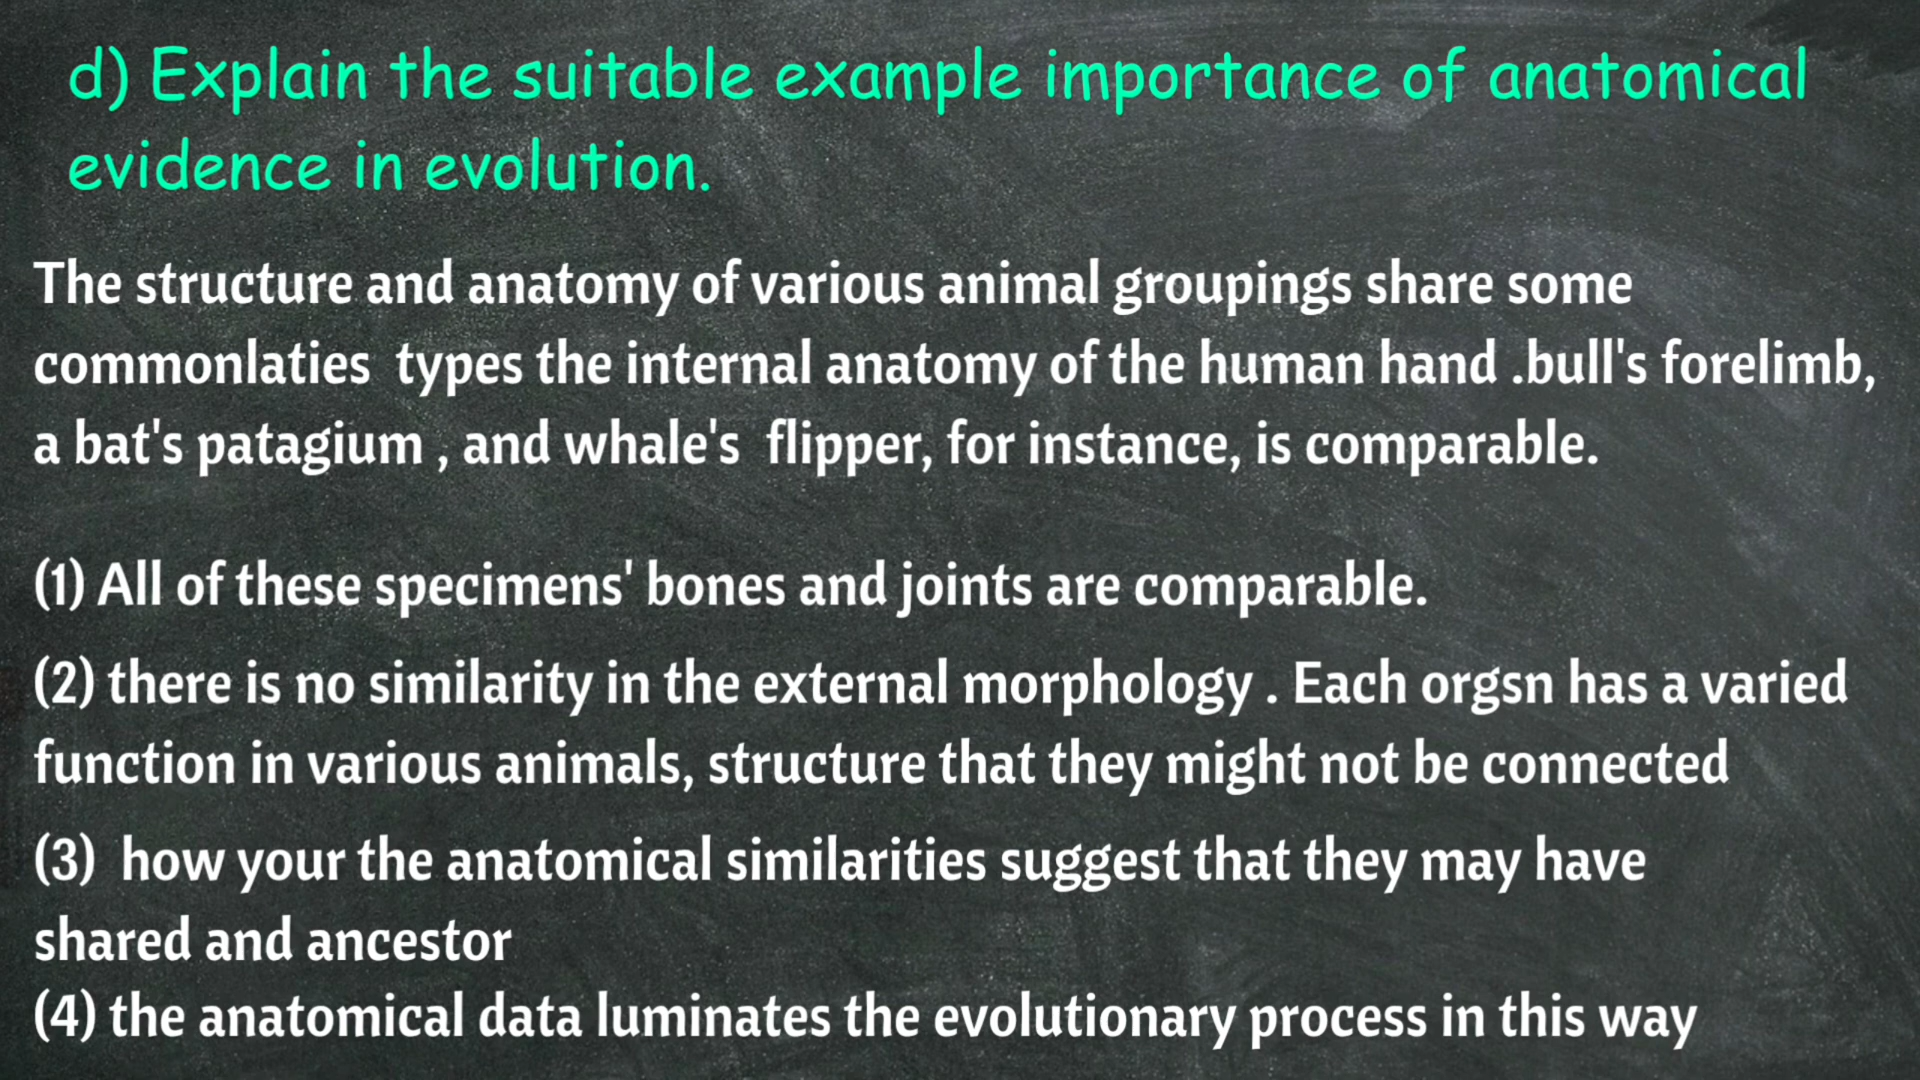 d) Explain the suitable example importance of anatomical
evidence in evolution.
The structure and anatomy of various animal groupings share some
commonlaties types the internal anatomy of the human hand .bull's forelimb,
a bat's patagium , and whale's flipper, for instance, is comparable.
(1) All of these specimens' bones and joints are comparable.
(2) there is no similarity in the external morphology . Each orgsn has a varied
function in various animals, structure that they might not be connected
(3) how your the anatomical similarities suggest that they may have
shared and ancestor
(4) the anatomical data luminates the evolutionary process in this way